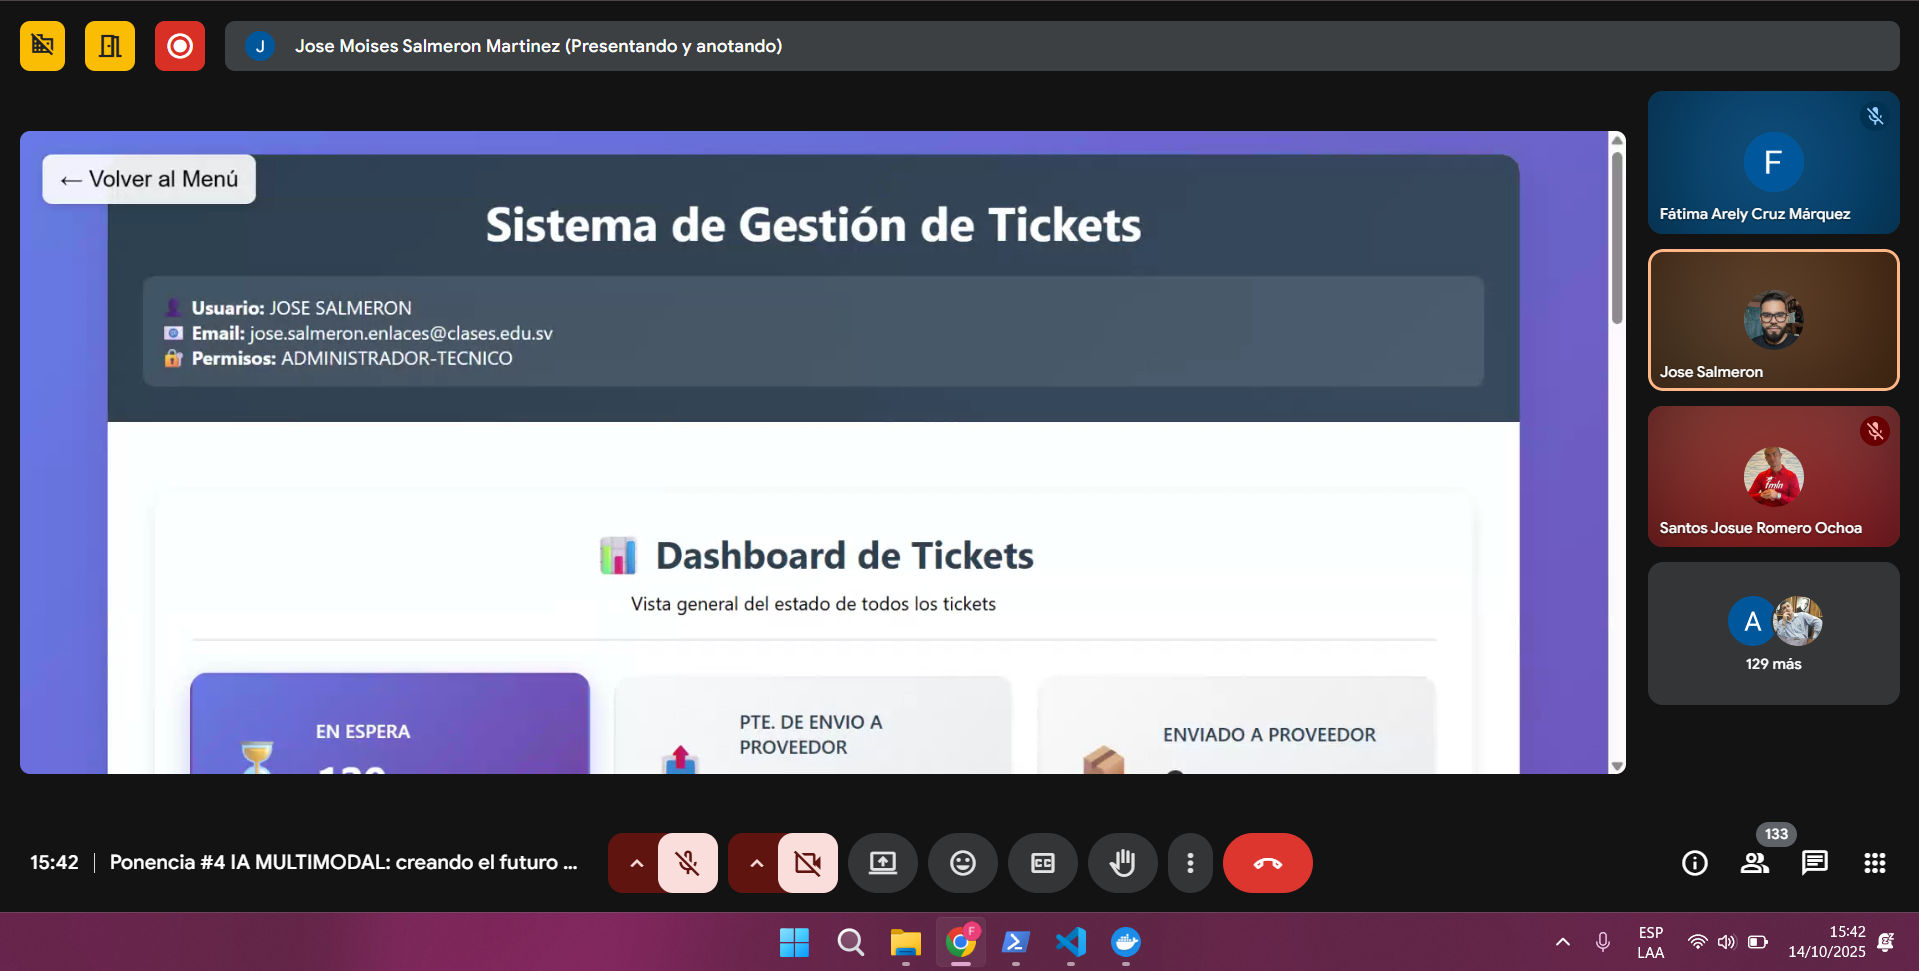 J
Jose Moises Salmeron Martinez (Presentando y anotando)
← Volver al Menú
Sistema de Gestión de Tickets
Usuario: JOSE SALMERON
Email: jose.salmeron.enlaces@clases.edu.sv
Permisos: ADMINISTRADOR-TECNICO
Dashboard de Tickets
Vista general del estado de todos los tickets
EN ESPERA
PTE. DE ENVIO A
PROVEEDOR
ENVIADO A PROVEEDOR
F
Fátima Arely Cruz Márquez
Jose Salmeron
Santos Josue Romero Ochoa
A
129 más
15:42
Ponencia #4 IA MULTIMODAL: creando el futuro ...
CC
133
F
ESP
LAA
15:42
14/10/2025